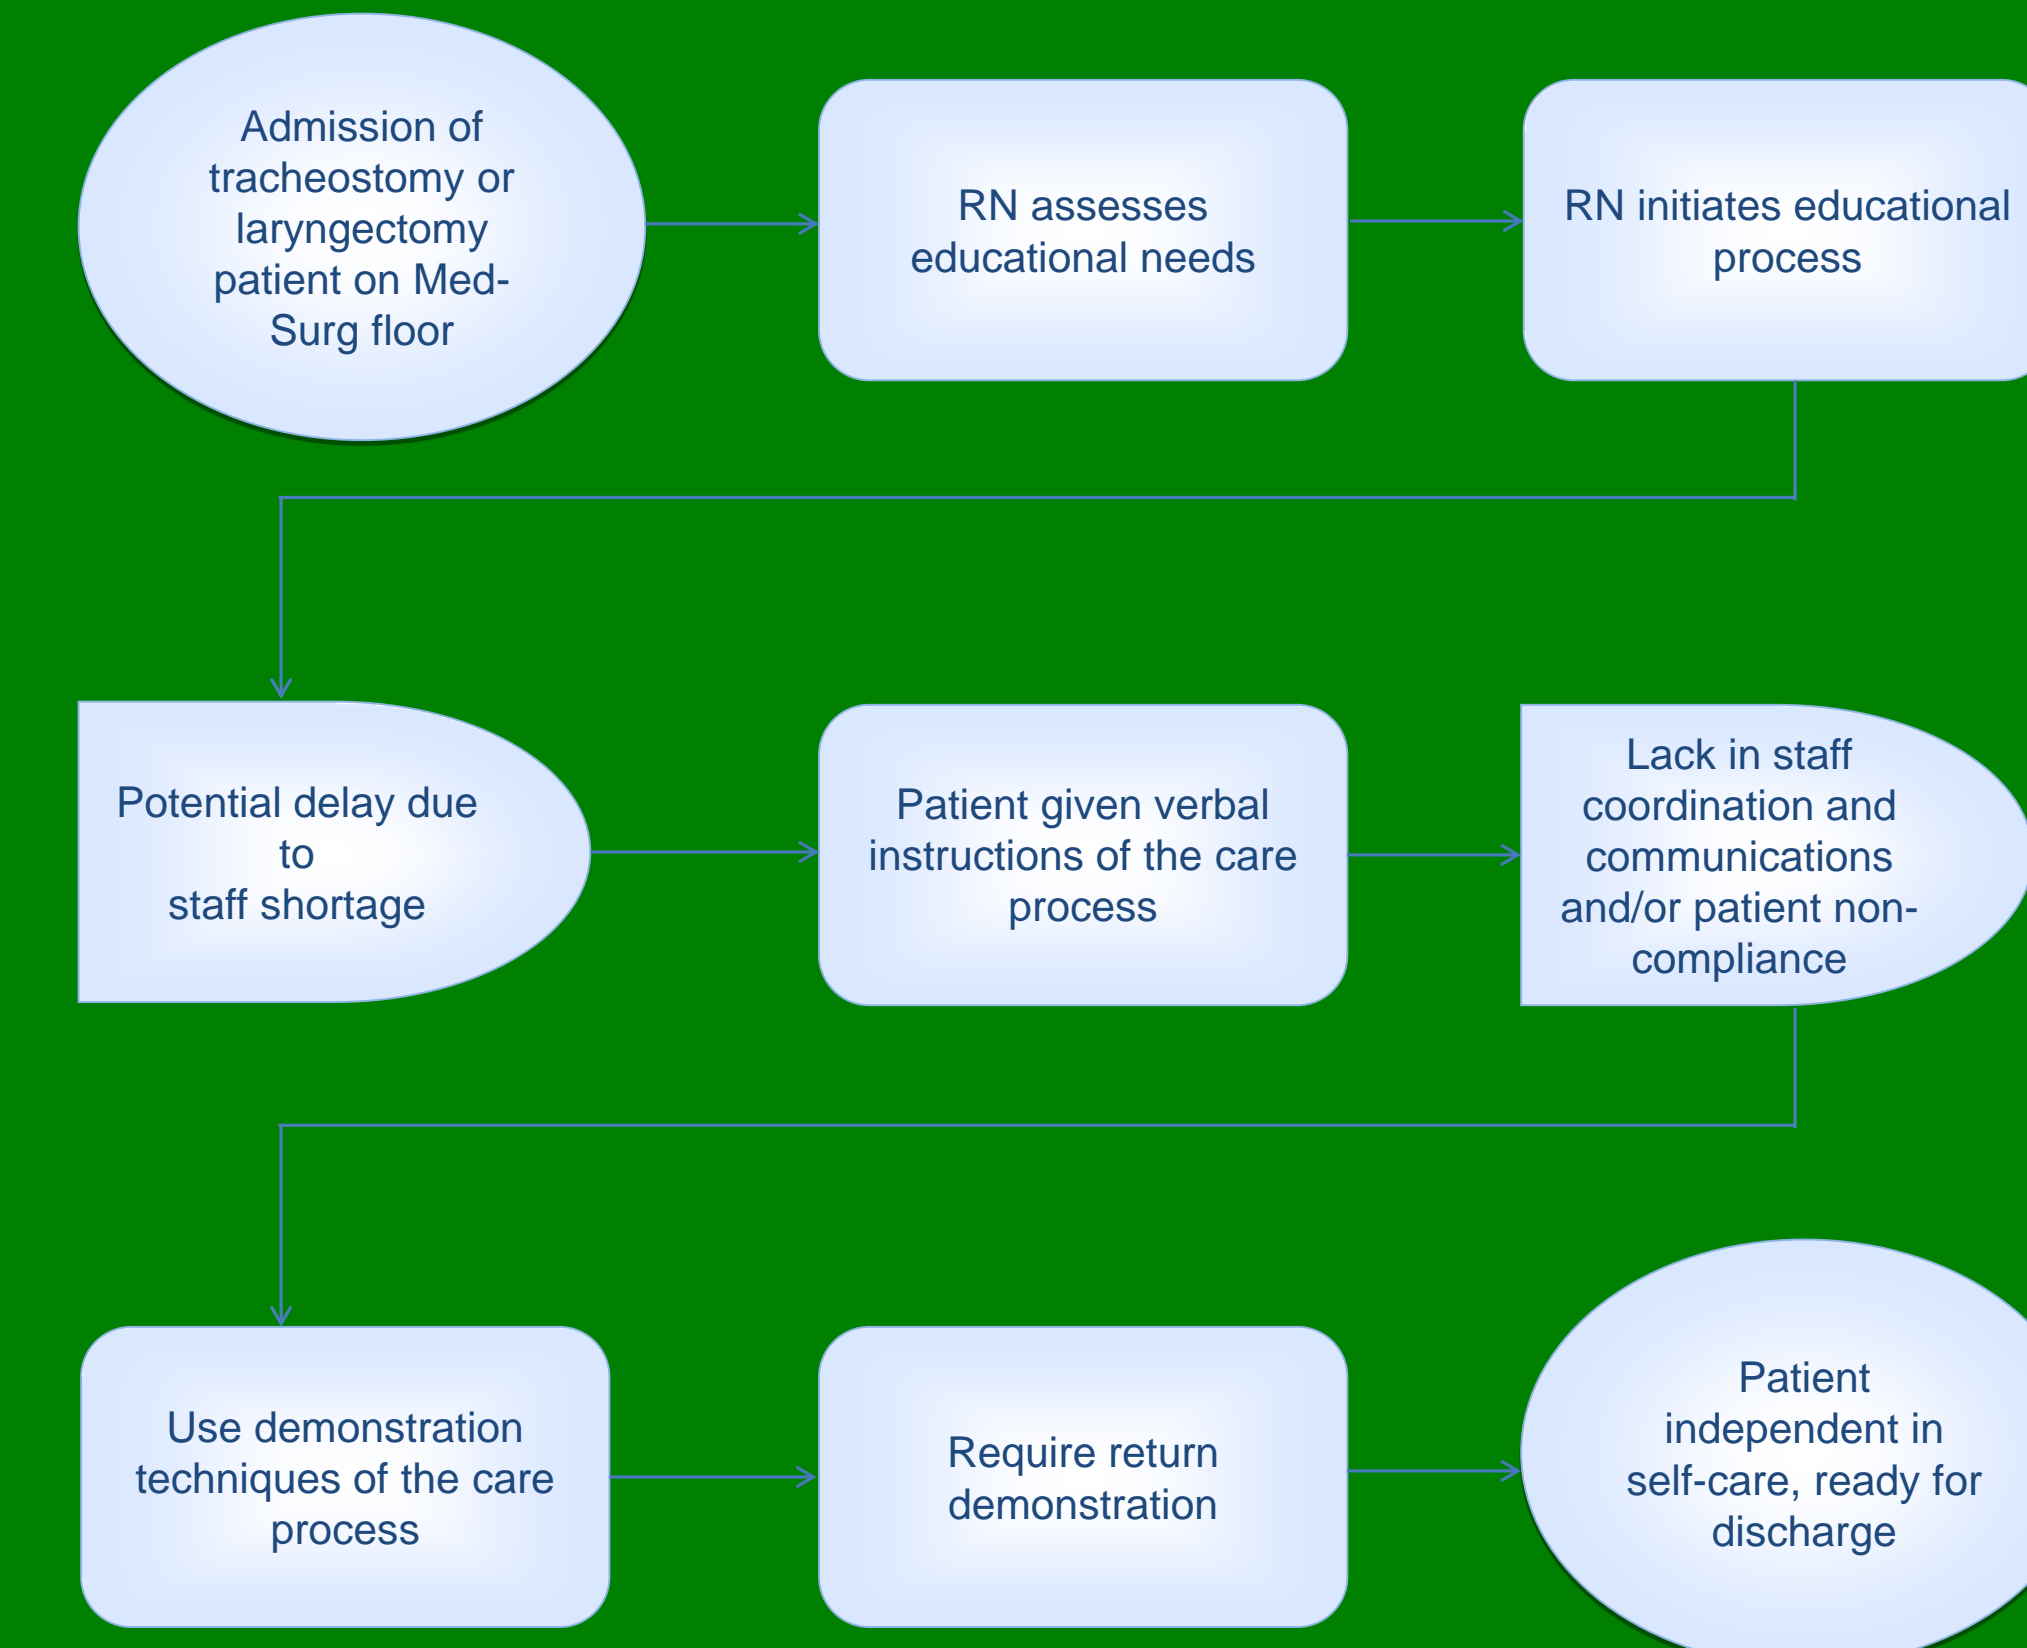 Admission of
tracheostomy or
laryngectomy
patient on Med-
Surg floor
RN assesses
educational needs
RN initiates educational
process
Potential delay due
to
staff shortage
Patient given verbal
instructions of the care
process
Lack in staff
coordination and
communications
and/or patient non-
compliance
Use demonstration
techniques of the care
process
Require return
demonstration
Patient
independent in
self-care, ready for
discharge